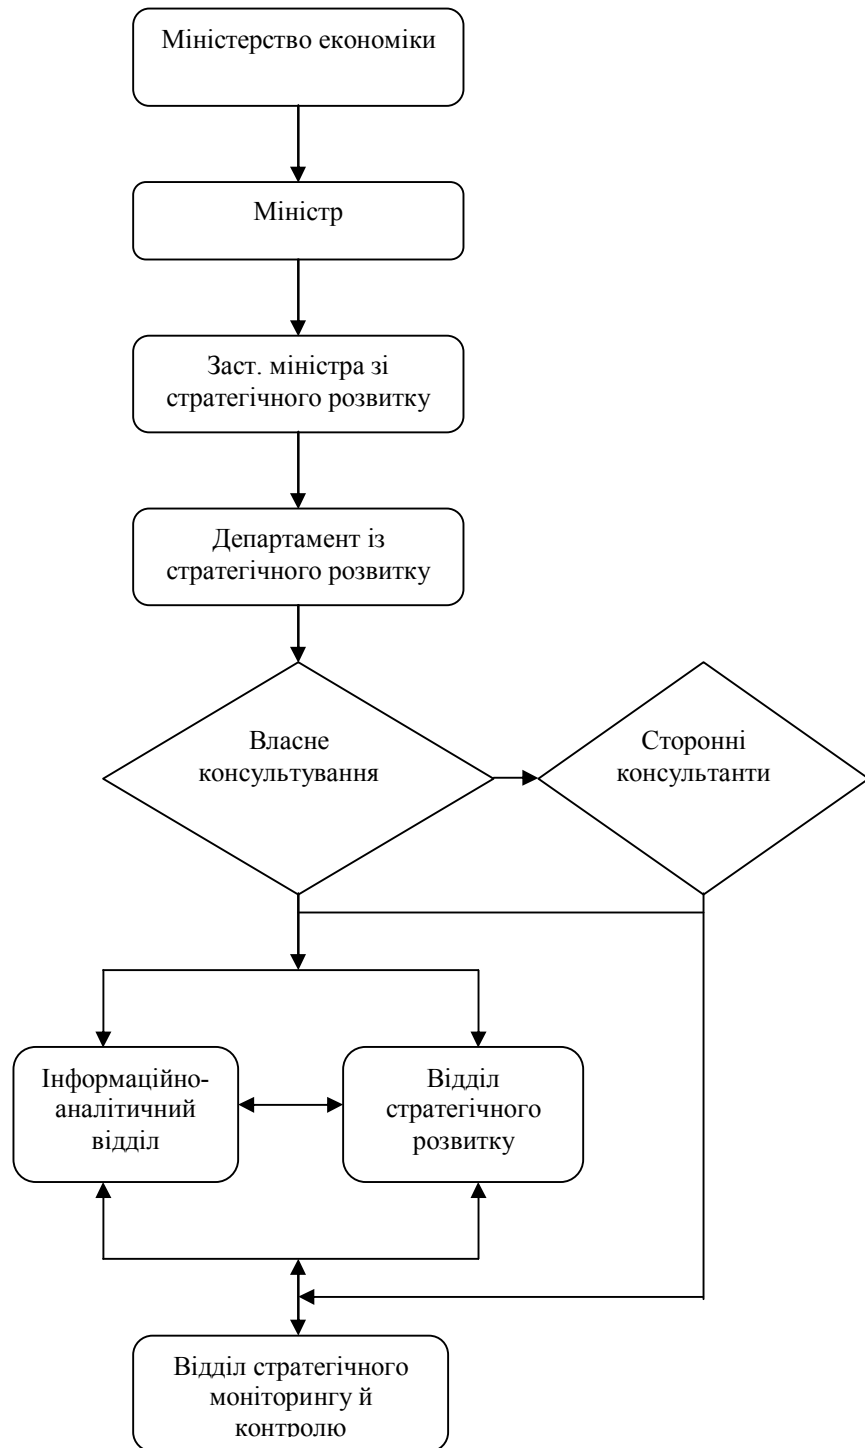 Міністерство економіки
Міністр
Заст. міністра зі
стратегічного розвитку
Департамент із
стратегічного розвитку
Власне
консультування
Сторонні
консультанти
Інформаційно-
аналітичний
відділ
Відділ
стратегічного
розвитку
Відділ стратегічного
моніторингу й
контролю